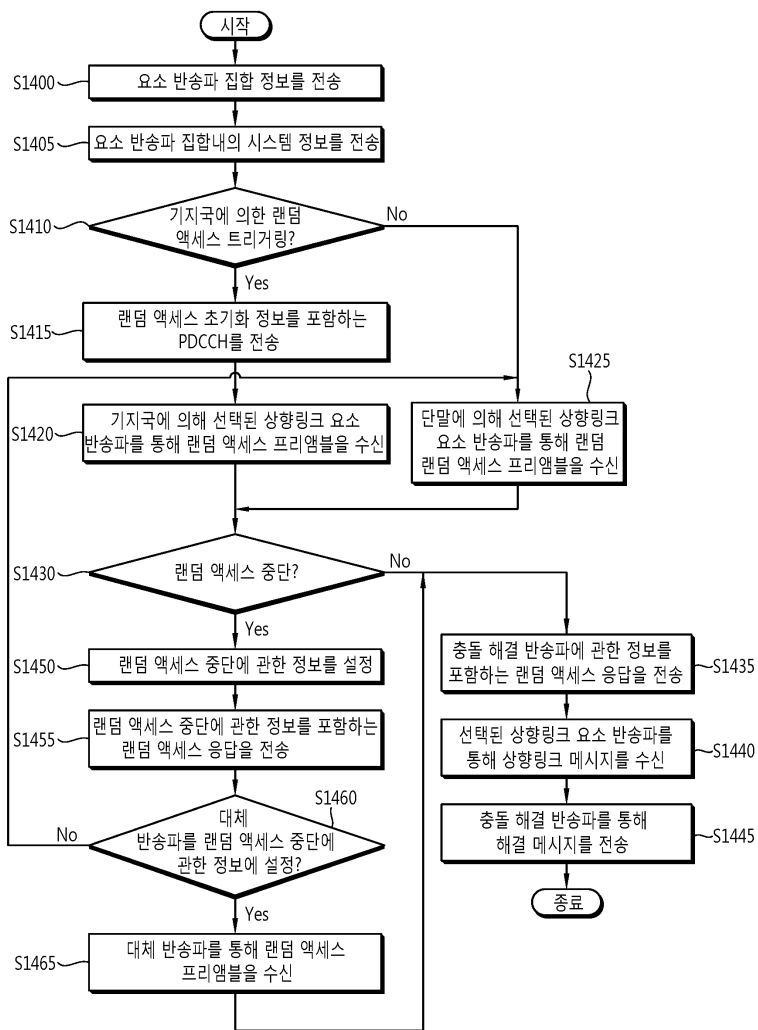 시작
S1400
요소 반송파 집합 정보를 전송
S1405
요소 반송파 집합내의 시스템 정보를 전송
S1410
기지국에 의한 랜덤
액세스 트리거링?
No
Yes
S1415
랜덤 액세스 초기화 정보를 포함하는
PDCCH를 전송
S1420
기지국에 의해 선택된 상향링크 요소
반송파를 통해 랜덤 액세스 프리앰블을 수신
S1425
단말에 의해 선택된 상향링크
요소 반송파를 통해 랜덤
랜덤 액세스 프리앰블을 수신
S1430
랜덤 액세스 중단?
No
Yes
S1450
랜덤 액세스 중단에 관한 정보를 설정
S1455
랜덤 액세스 중단에 관한 정보를 포함하는
랜덤 액세스 응답을 전송
S1460
대체
반송파를 랜덤 액세스 중단에
관한 정보에 설정?
No
Yes
S1465
대체 반송파를 통해 랜덤 액세스
프리앰블을 수신
충돌 해결 반송파에 관한 정보를
포함하는 랜덤 액세스 응답을 전송
S1435
선택된 상향링크 요소 반송파를
통해 상향링크 메시지를 수신
S1440
충돌 해결 반송파를 통해
해결 메시지를 전송
S1445
종료